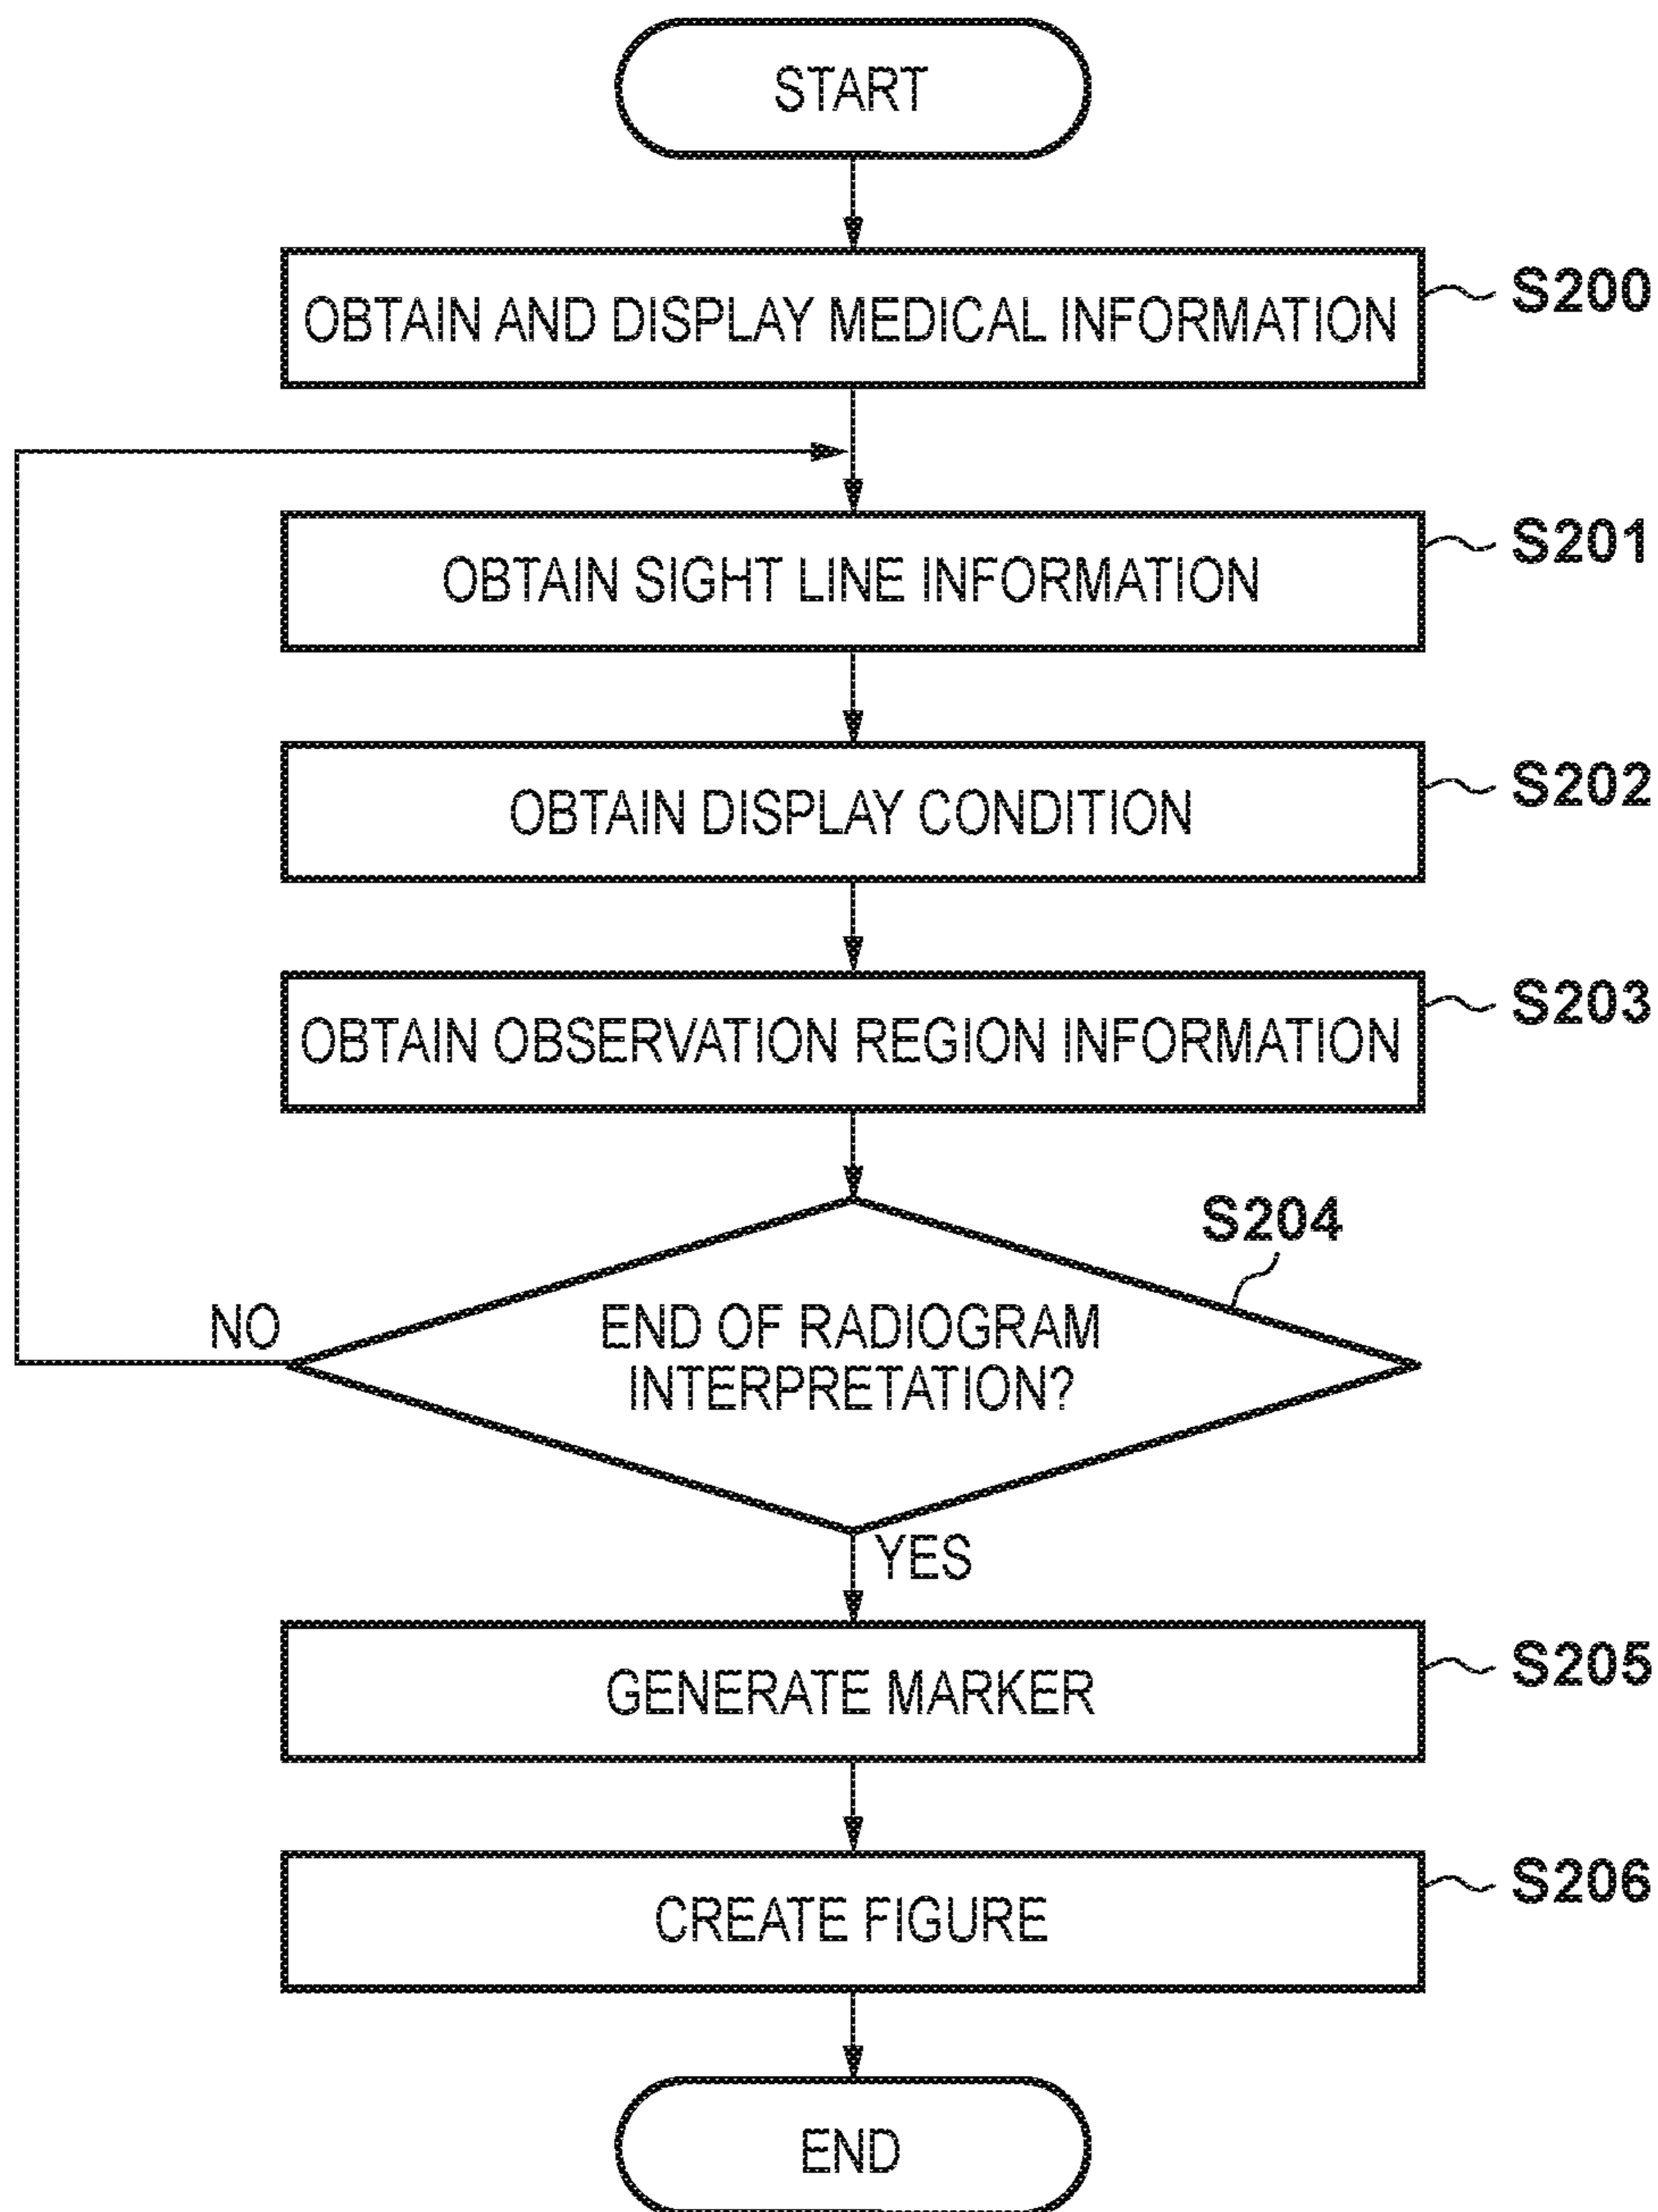 START
OBTAIN AND DISPLAY MEDICAL INFORMATION
S200
OBTAIN SIGHT LINE INFORMATION
S201
OBTAIN DISPLAY CONDITION
S202
OBTAIN OBSERVATION REGION INFORMATION
S203
S204
NO
END OF RADIOGRAM
INTERPRETATION?
YES
GENERATE MARKER
S205
CREATE FIGURE
S206
END